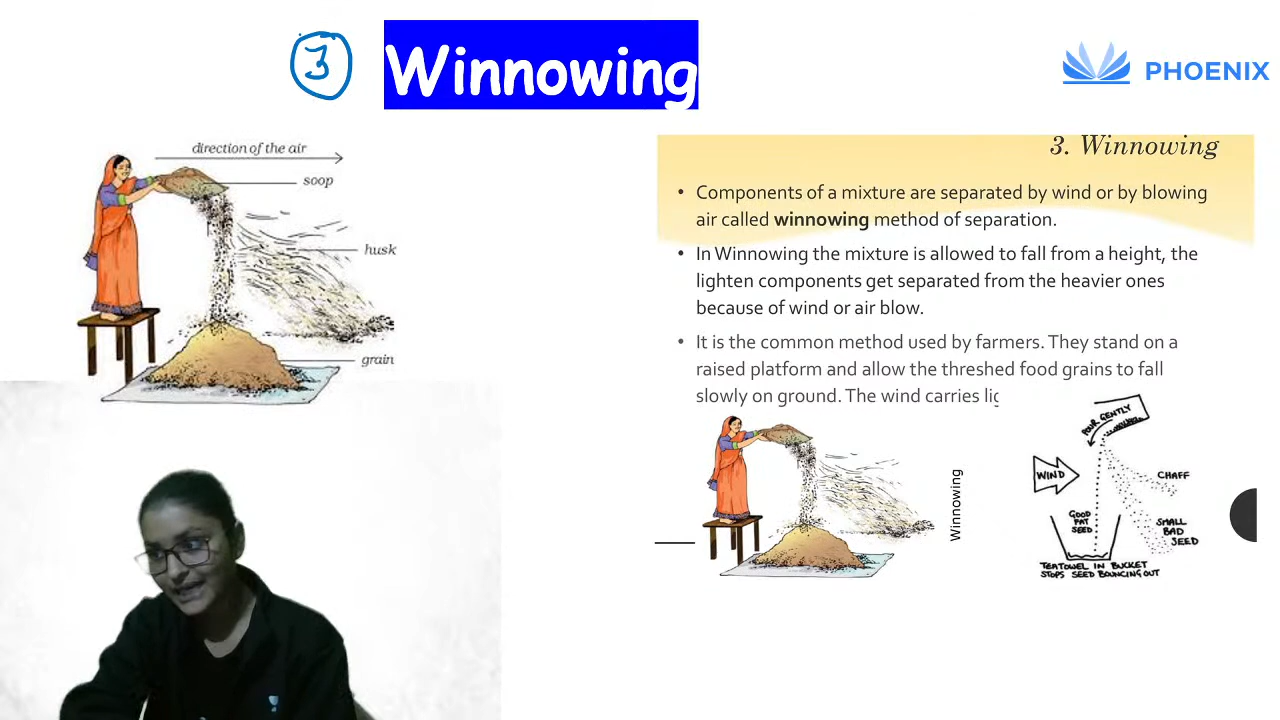 3 Winnowing
PHOENIX
direction of the air
soop
husk
grain
3. Winnowing
• Components of a mixture are separated by wind or by blowing
air called winnowing method of separation.
• In Winnowing the mixture is allowed to fall from a height, the
lighten components get separated from the heavier ones
because of wind or air blow.
• It is the common method used by farmers. They stand on a
raised platform and allow the threshed food grains to fall
slowly on ground. The wind carries
Winnowing
POUR GENTLY
WIND
CHAFF
GOOD
FAT
SEED
SMALL
BAD
SEED
TEATOWEL IN BUCKET
STOPS SEED BOUNCING OUT